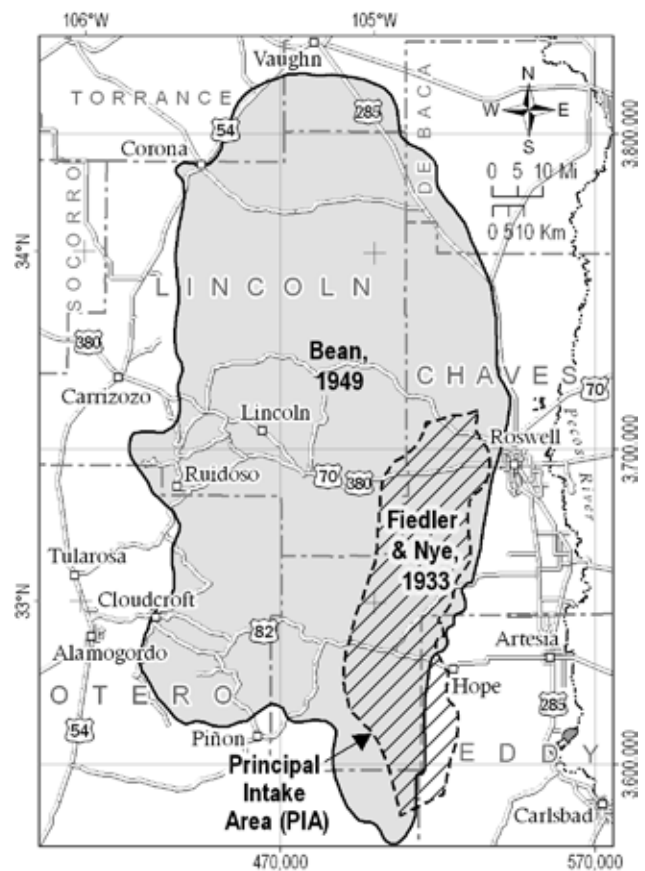 106°W
105°W
Vaughn
N
W E
S
TORRANCE
285
DE BACA
54
3,800,000
Corona
0 5 10 Mi
0 5 10 Km
SOCORRO
34°N
LINCOLN
380
Bean,
1949
CHAVES
70
Carrizozo
Lincoln
Roswell
Pecos
River
3,700,000
Ruidoso
70
380
Fiedler
& Nye,
1933
Tularosa
33°N
Cloudcroft
82
Alamogordo
Artesia
OTERO
Hope
285
54
Piñon
EDDY
Principal
Intake
Area (PIA)
3,600,000
Carlsbad
470,000
570,000